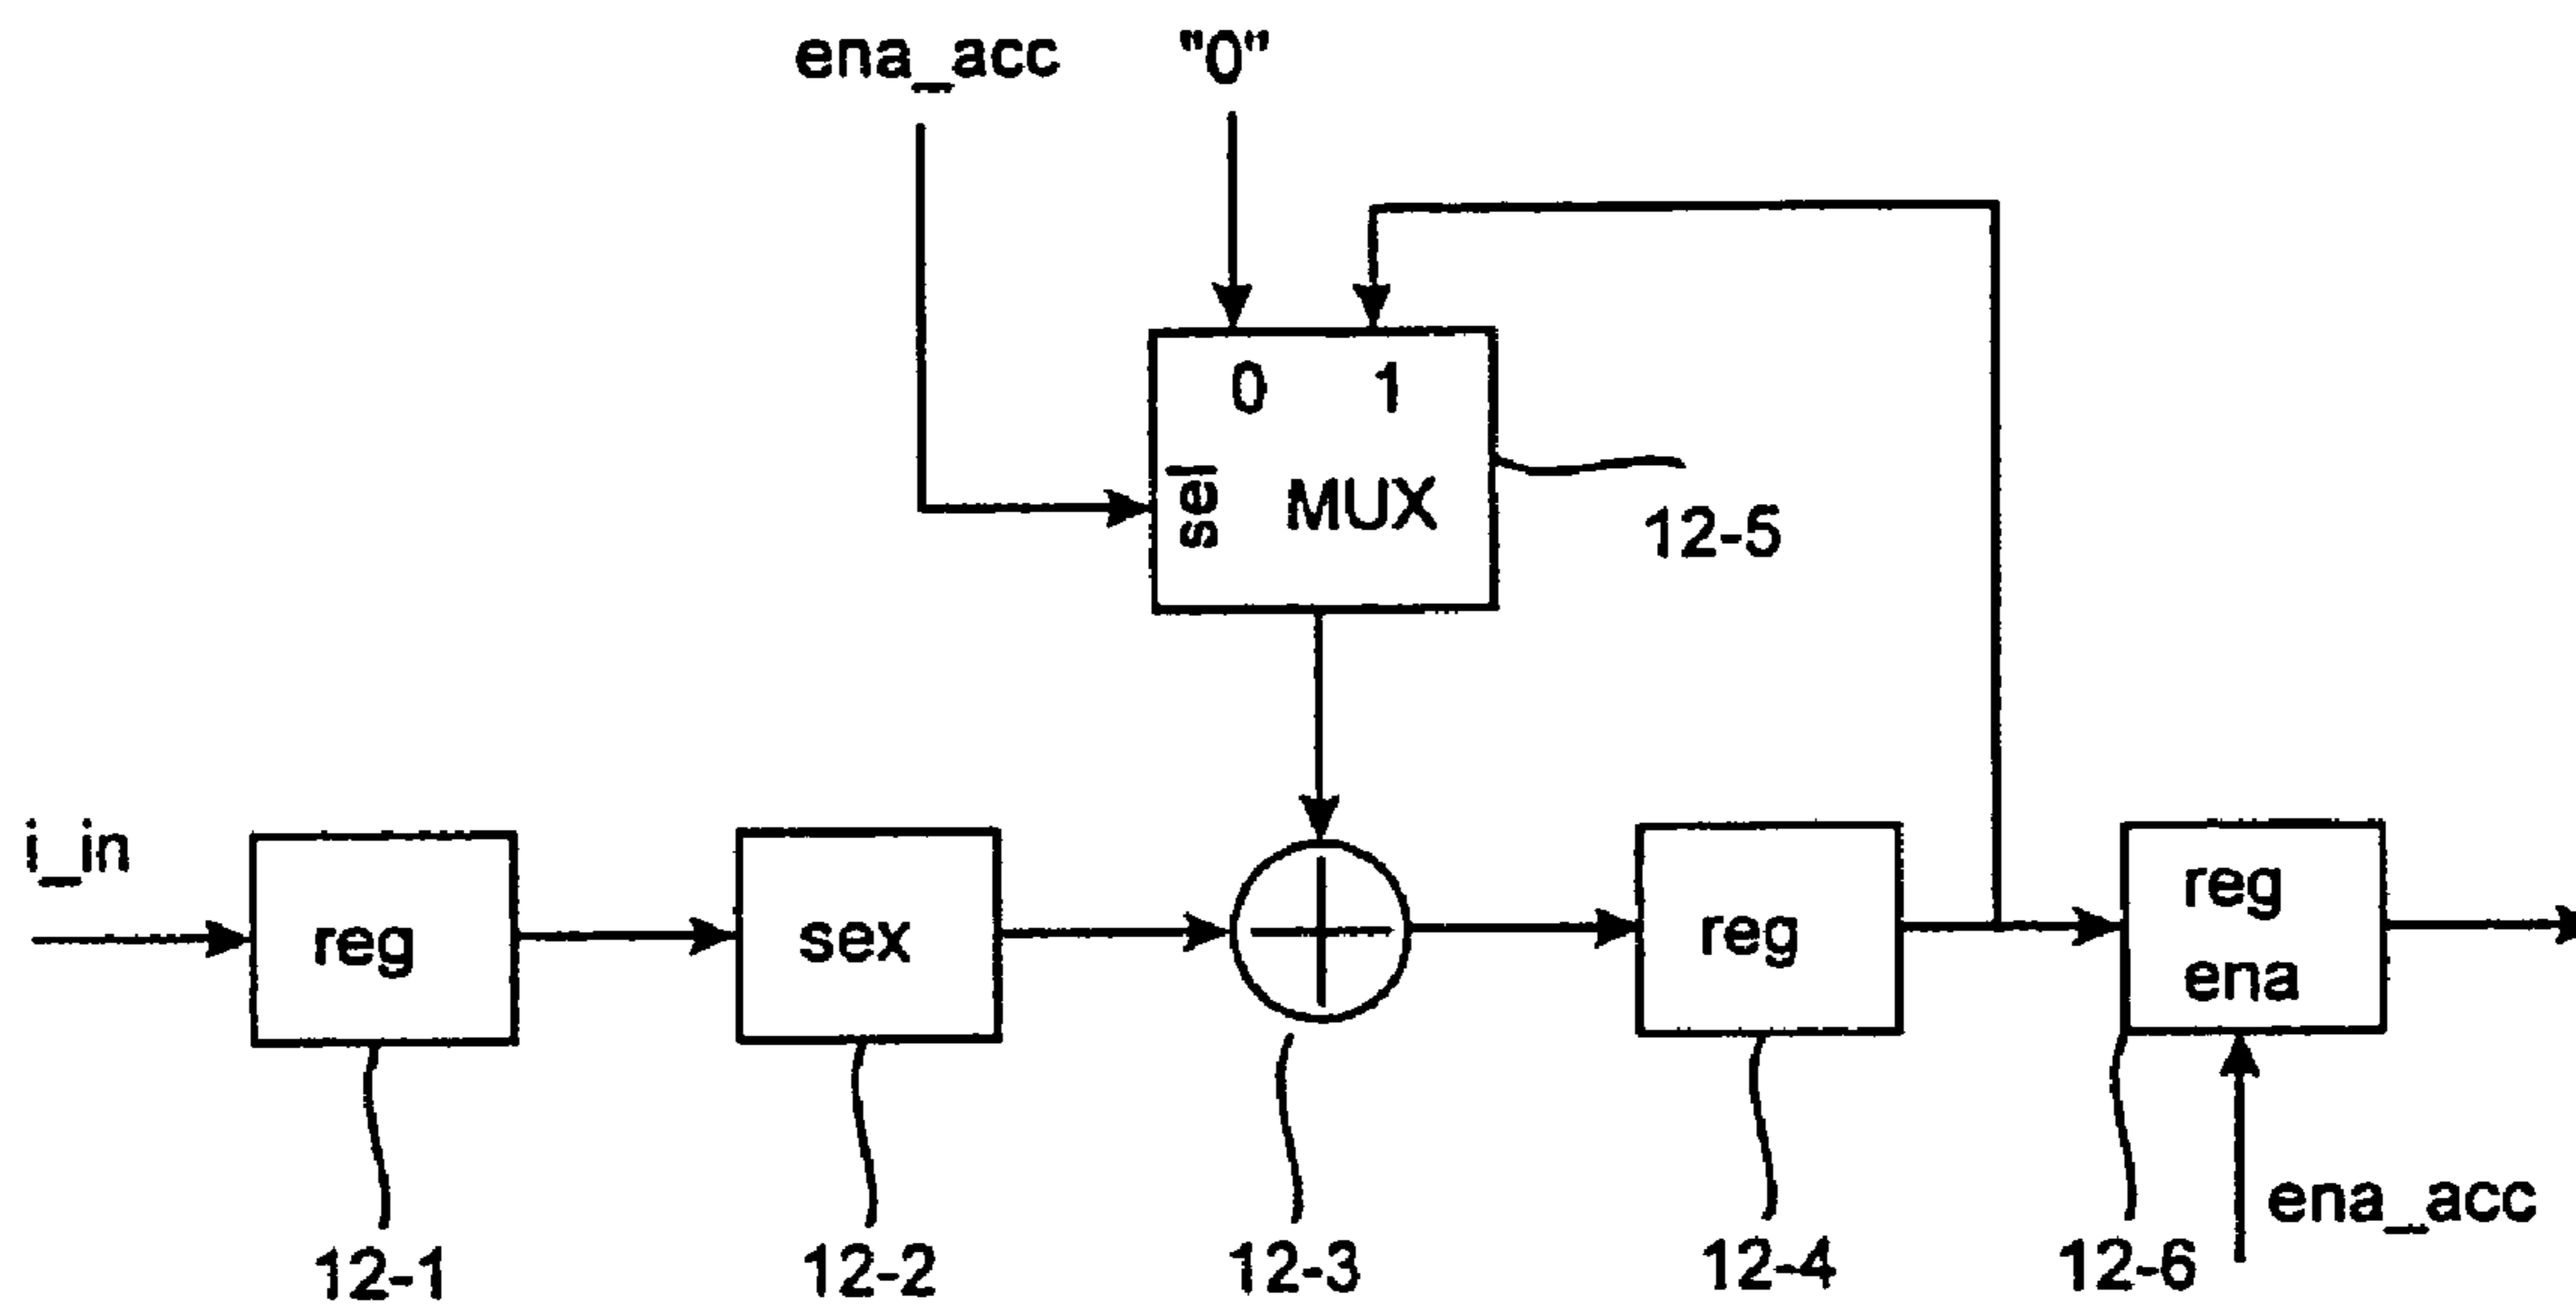 ena_acc "0"
0 1
sel MUX
12-5
i_in
reg
sex
reg
reg
ena
ena_acc
12-1 12-2 12-3 12-4 12-6